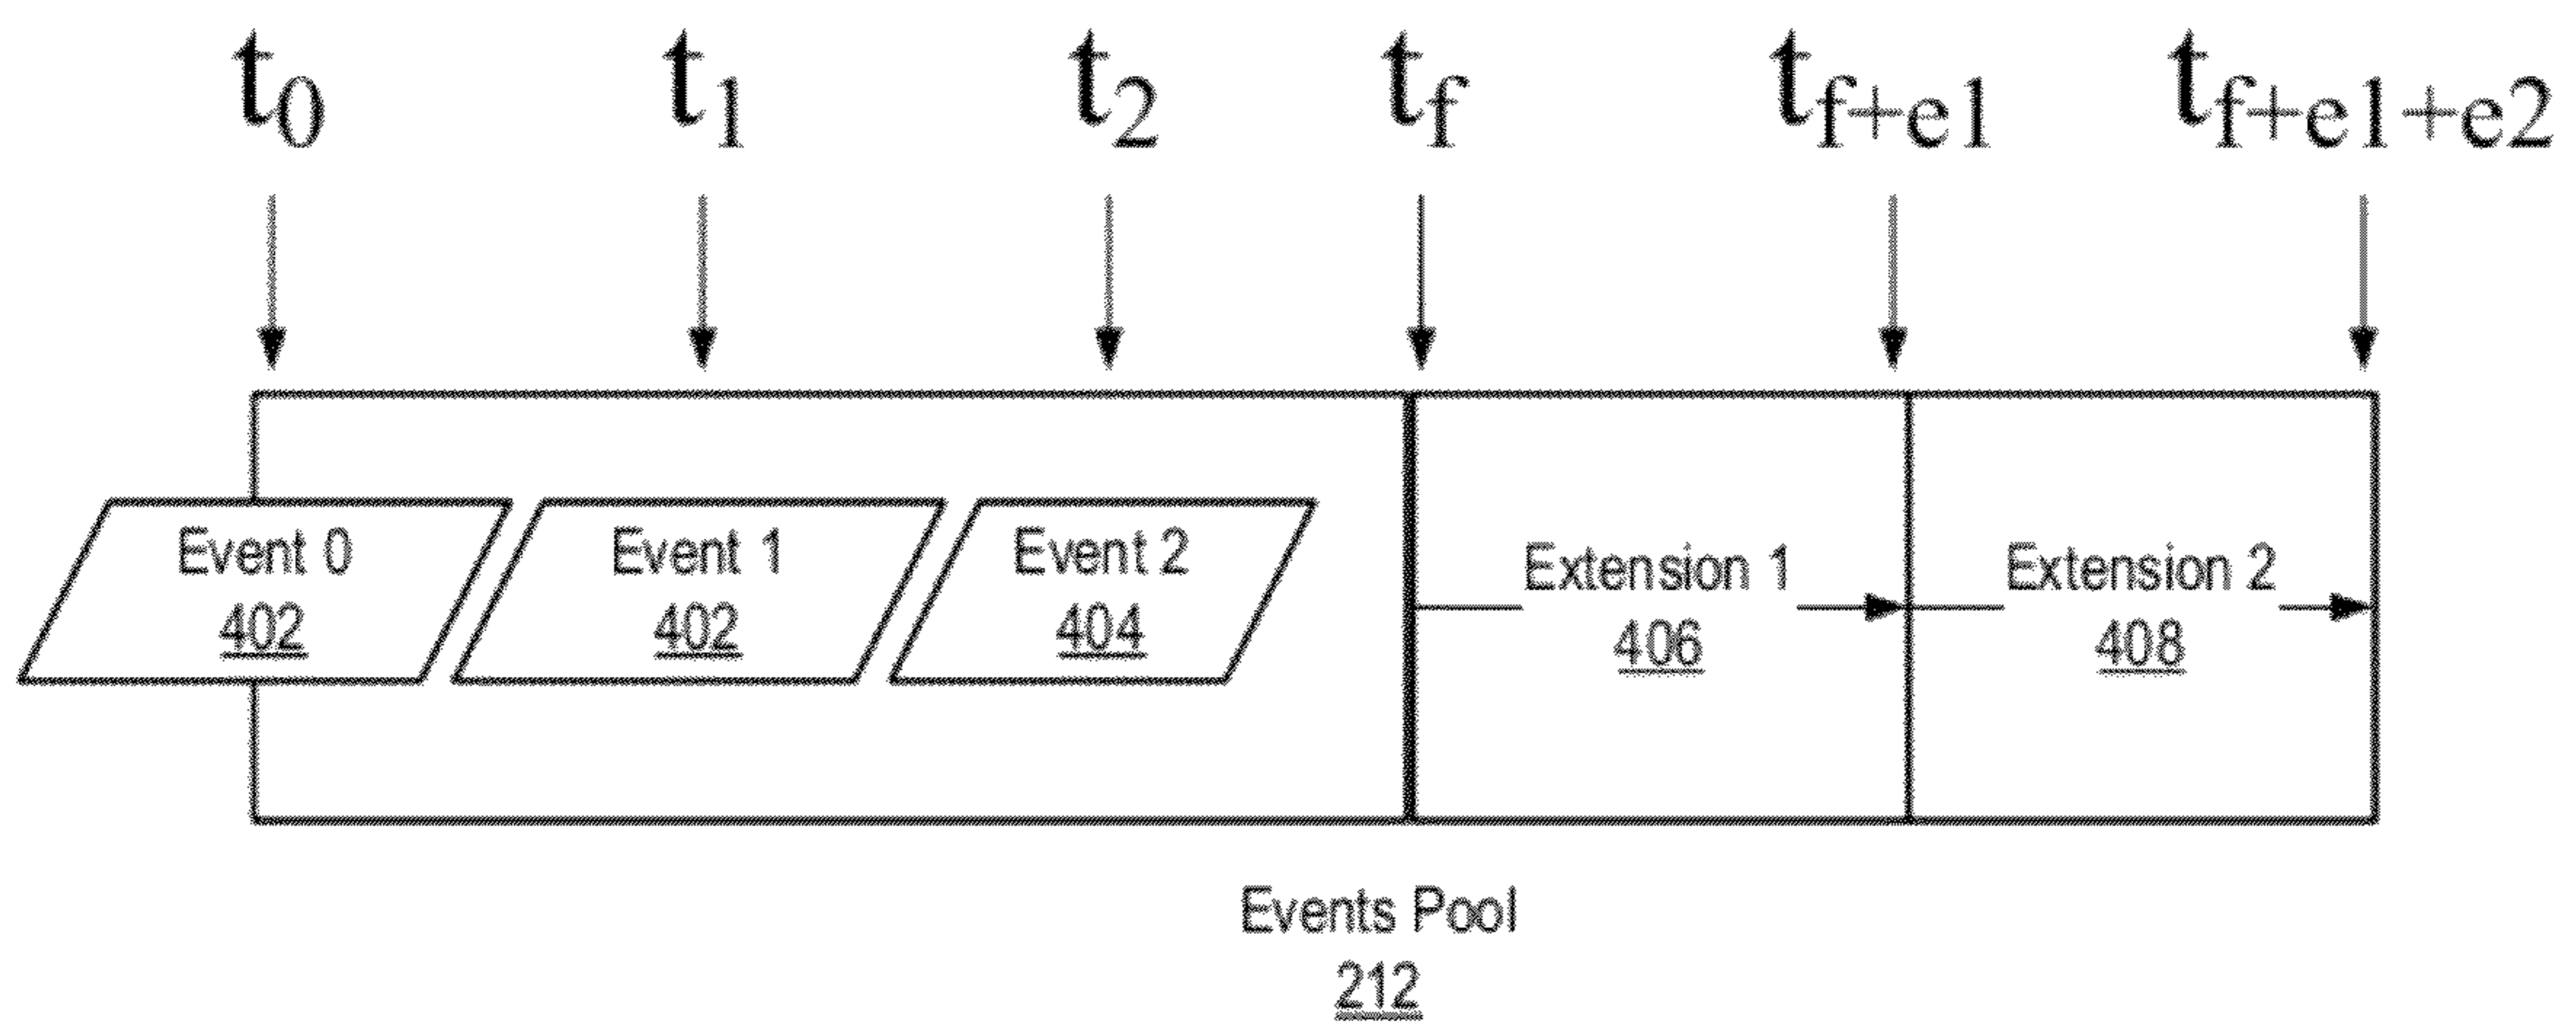 t0 t1 t2 tf tf+e1 tf+e1+e2
Event 0
402
Event 1
402
Event 2
404
Extension 1
406
Extension 2
408
Events Pool
212